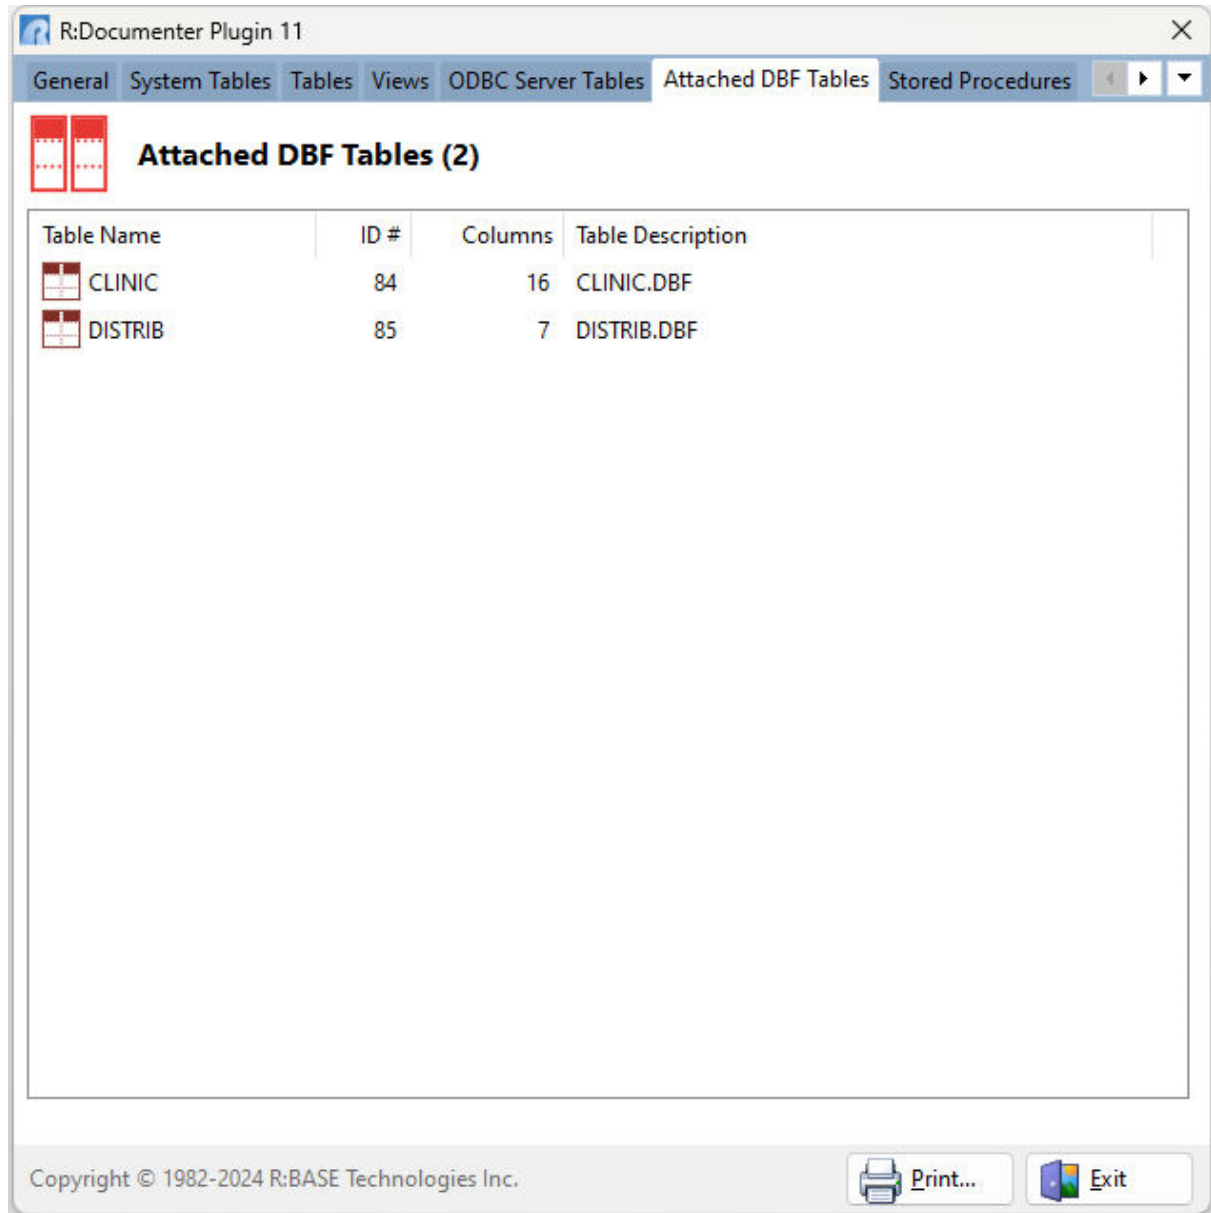 R:Documenter Plugin 11
General System Tables Tables Views ODBC Server Tables Attached DBF Tables Stored Procedures
Attached DBF Tables (2)
Table Name ID # Columns Table Description
CLINIC 84 16 CLINIC.DBF
DISTRIB 85 7 DISTRIB.DBF
Copyright © 1982-2024 R:BASE Technologies Inc. Print... Exit